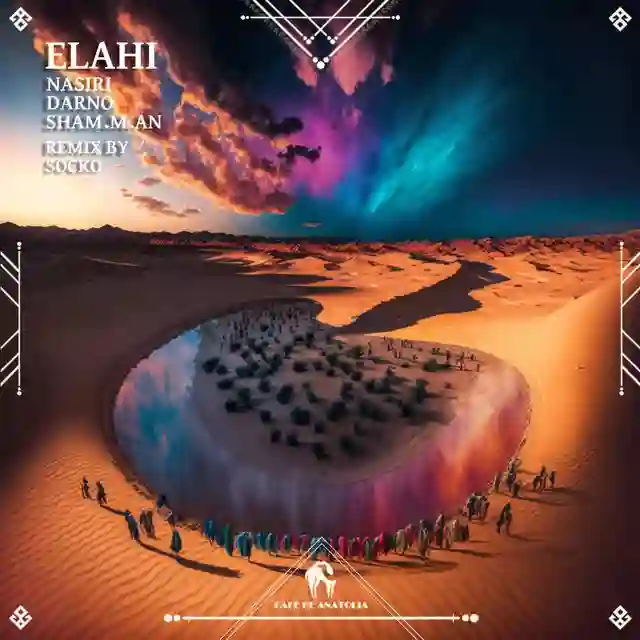 ELAHI
NASIRI
DARNO
SHAM.M.AN
REMIX BY
SOCKO
CAFE DE ANATOLIA